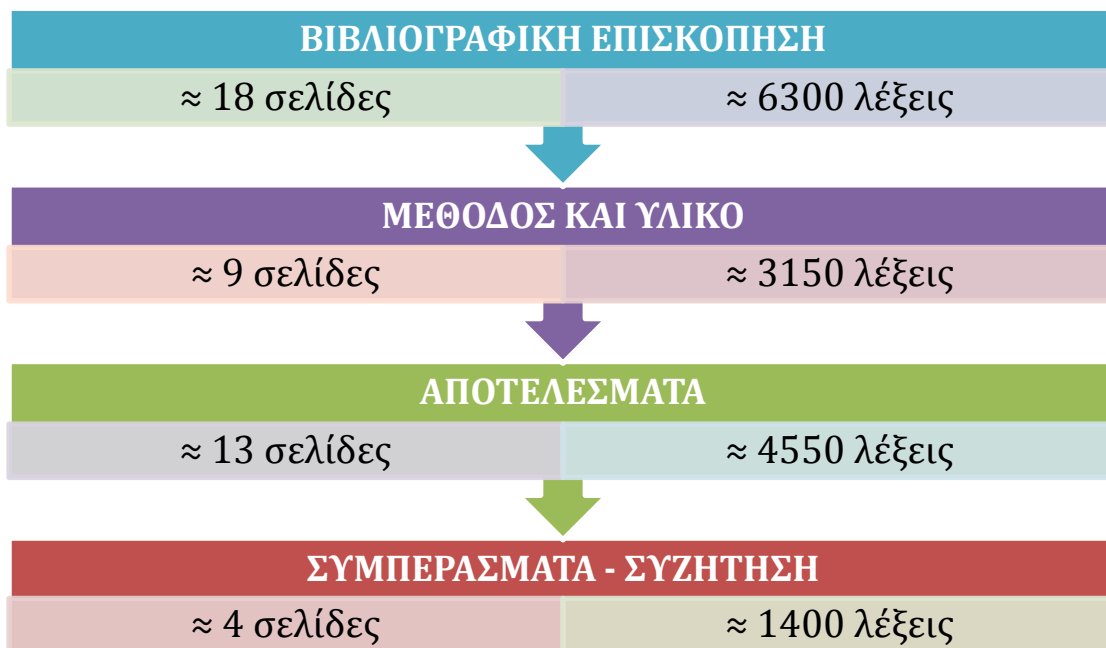 ΒΙΒΛΙΟΓΡΑΦΙΚΗ ΕΠΙΣΚΟΠΗΣΗ
≈ 18 σελίδες ≈ 6300 λέξεις
ΜΕΘΟΔΟΣ ΚΑΙ ΥΛΙΚΟ
≈ 9 σελίδες ≈ 3150 λέξεις
ΑΠΟΤΕΛΕΣΜΑΤΑ
≈ 13 σελίδες ≈ 4550 λέξεις
ΣΥΜΠΕΡΑΣΜΑΤΑ - ΣΥΖΗΤΗΣΗ
≈ 4 σελίδες ≈ 1400 λέξεις